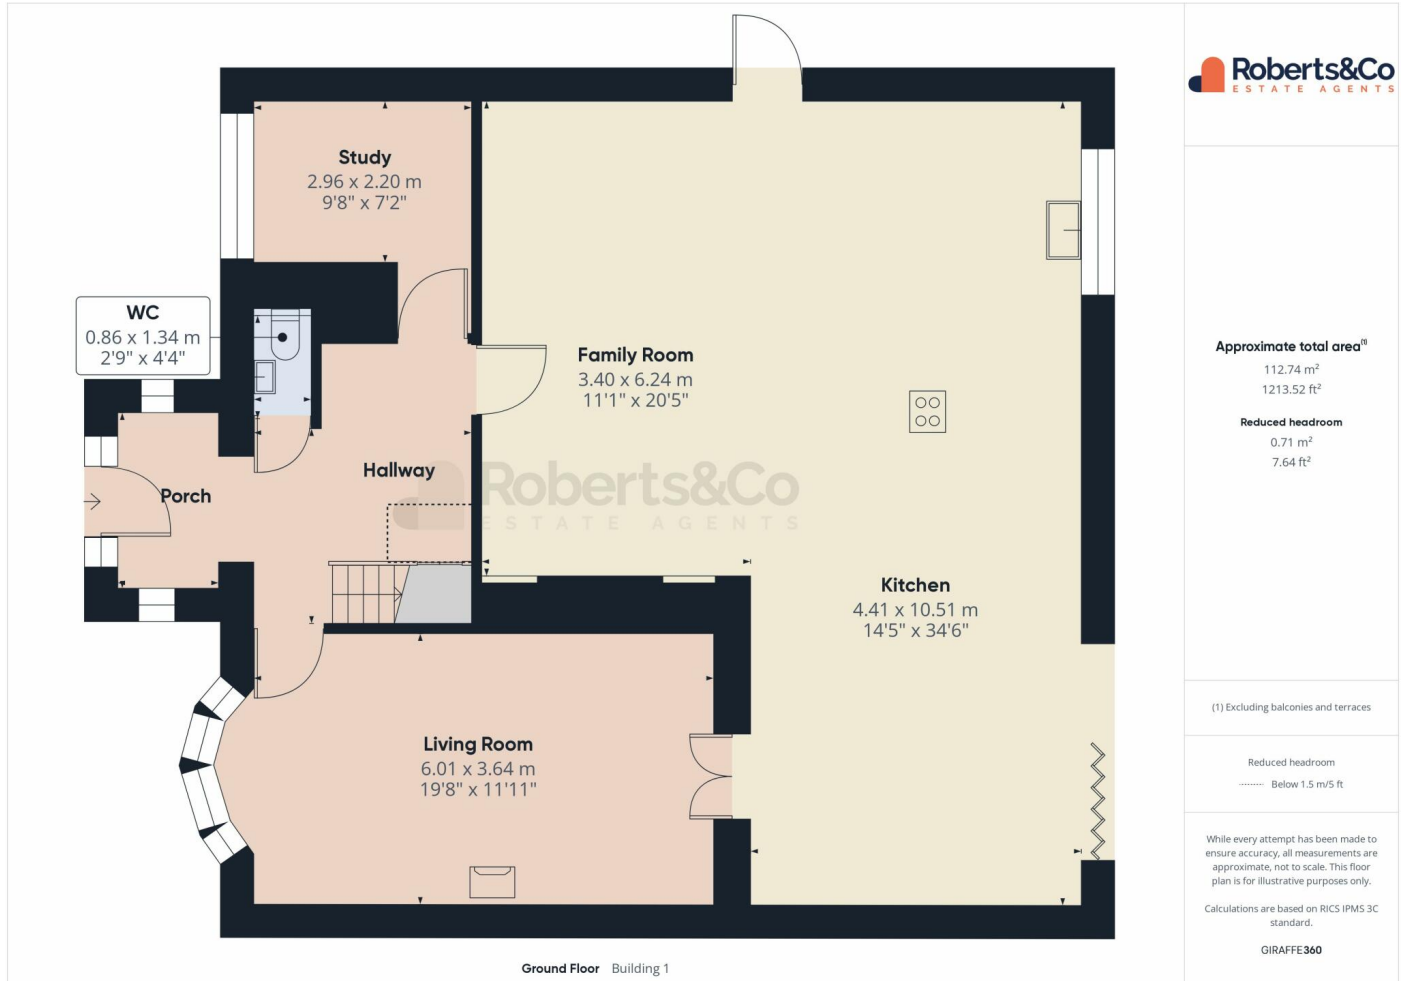 Study
2.96 x 2.20 m
9'8" x 7'2"
WC
0.86 x 1.34 m
2'9" x 4'4"
Family Room
3.40 x 6.24 m
11'1" x 20'5"
Hallway
Porch
Roberts&Co
ESTATE AGENTS
Kitchen
4.41 x 10.51 m
14'5" x 34'6"
Living Room
6.01 x 3.64 m
19'8" x 11'11"
Ground Floor Building 1
Roberts&Co
ESTATE AGENTS
Approximate total area(1)
112.74 m²
1213.52 ft²
Reduced headroom
0.71 m²
7.64 ft²
(1) Excluding balconies and terraces
Reduced headroom
Below 1.5 m/5 ft
While every attempt has been made to
ensure accuracy, all measurements are
approximate, not to scale. This floor
plan is for illustrative purposes only.
Calculations are based on RICS IPMS 3C
standard.
GIRAFFE360